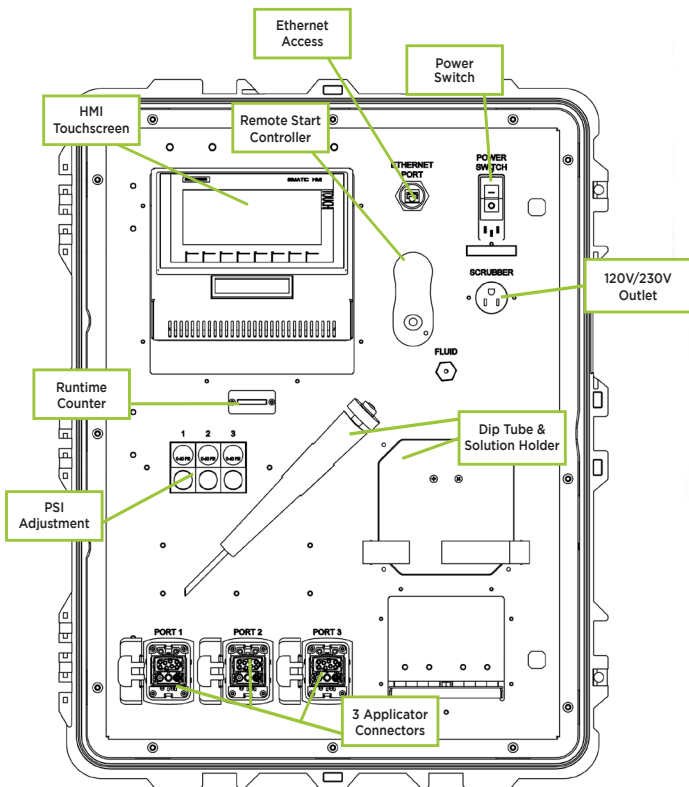 Ethernet
Access
Power
Switch
HMI
Touchscreen
Remote Start
Controller
ETHERNET
PORT
POWER
SWITCH
SIMATIC HMI
TOUCH
SCRUBBER
120V/230V
Outlet
FLUID
Runtime
Counter
1 2 3
Dip Tube &
Solution Holder
PSI
Adjustment
PORT 1 PORT 2 PORT 3
3 Applicator
Connectors